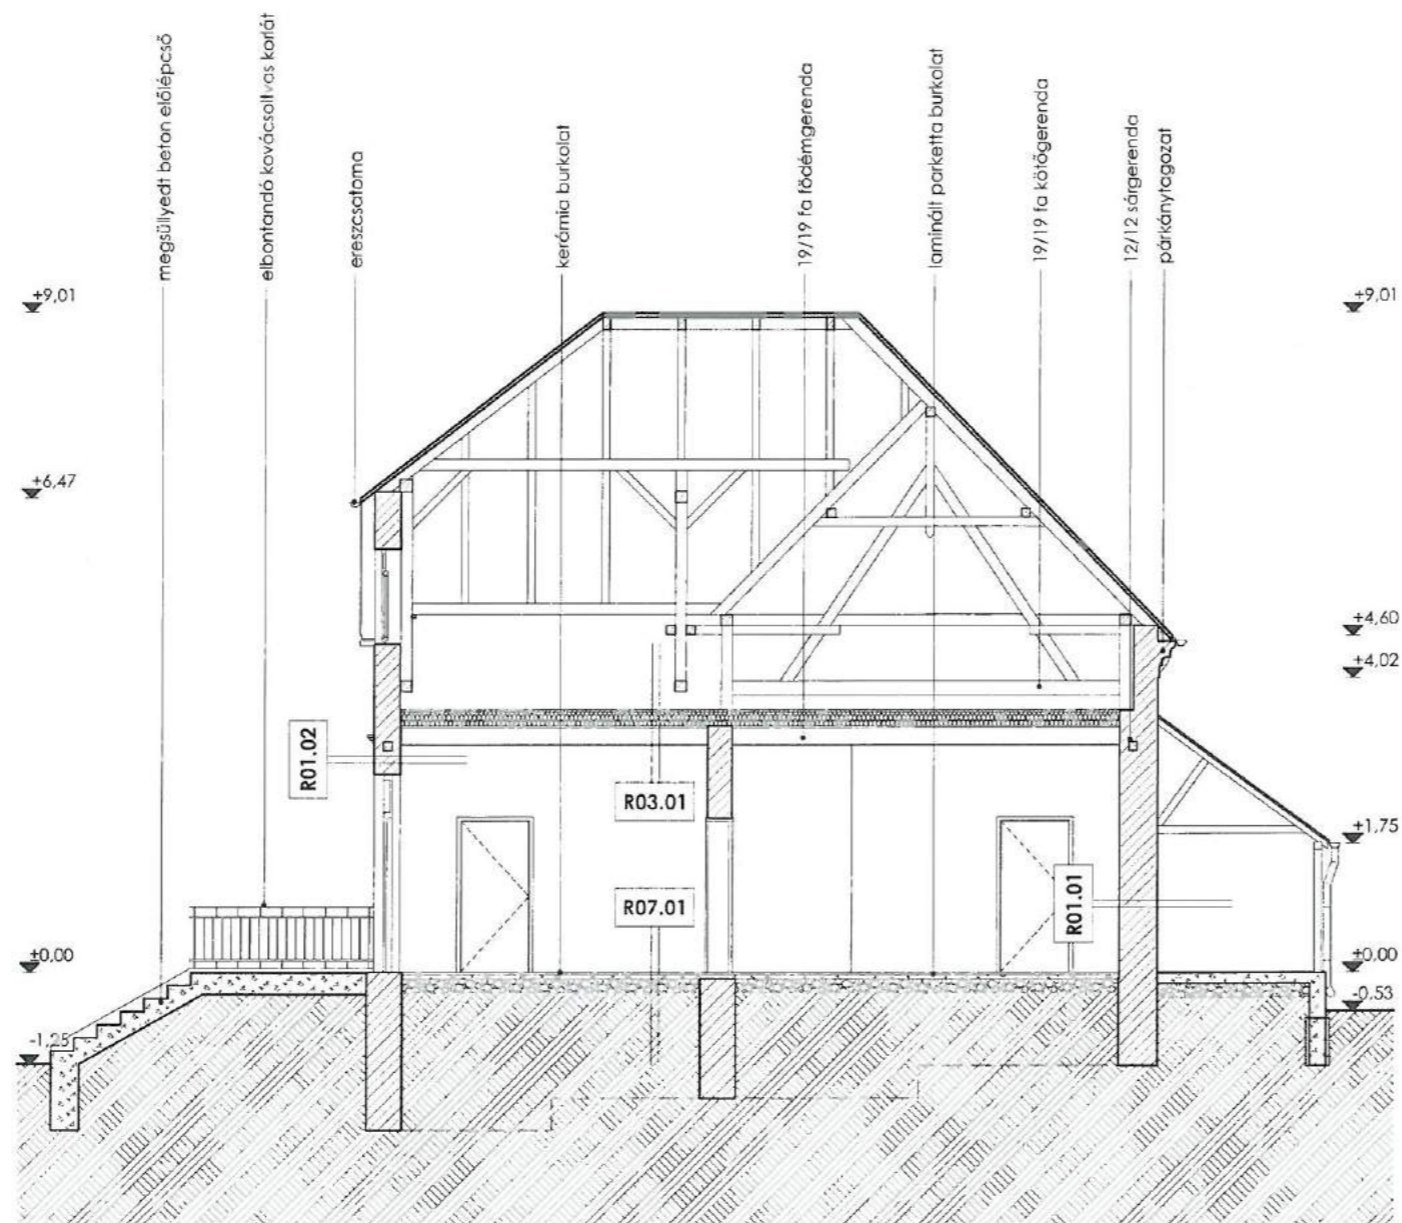 megsüllyedt beton előlépcső
elbontandó kovácsoltvas korlát
ereszcsatorna
kerámia burkolat
19/19 fa födémgerenda
laminált parketta burkolat
19/19 fa kötőgerenda
12/12 sárgerenda
párkánytagozat
+9,01
+9,01
+6,47
+4,60
+4,02
R01.02
R03.01
+1,75
R07.01
R01.01
±0,00
±0,00
-0,53
-1,25